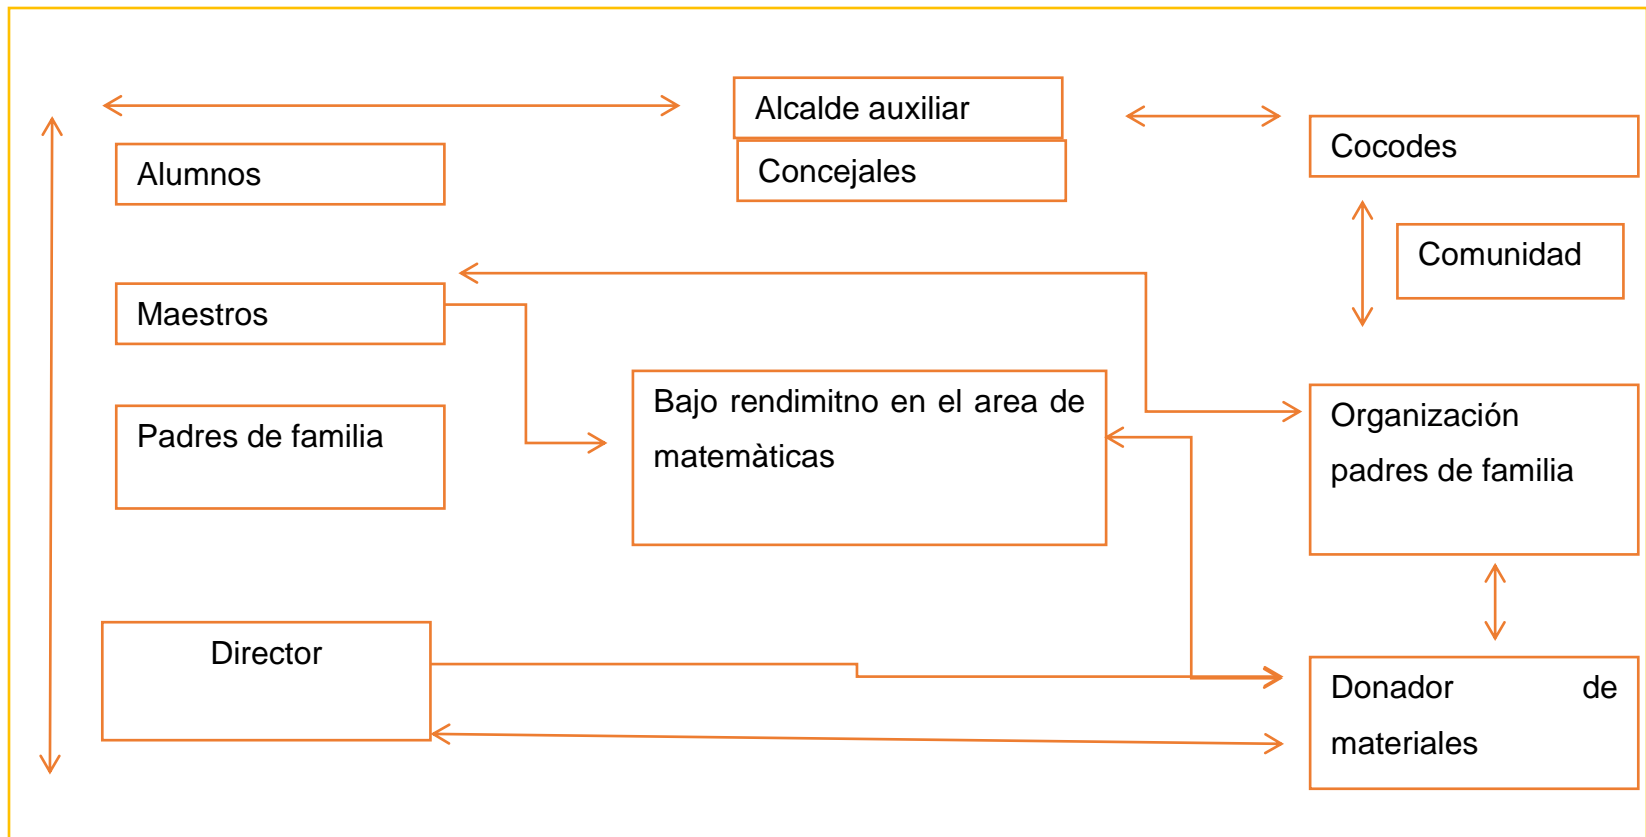 Alcalde auxiliar
Cocodes
Concejales
Alumnos
Comunidad
Maestros
Bajo rendimitno en el area de
matemàticas
Organización
padres de familia
Padres de familia
Director
Donador de
materiales